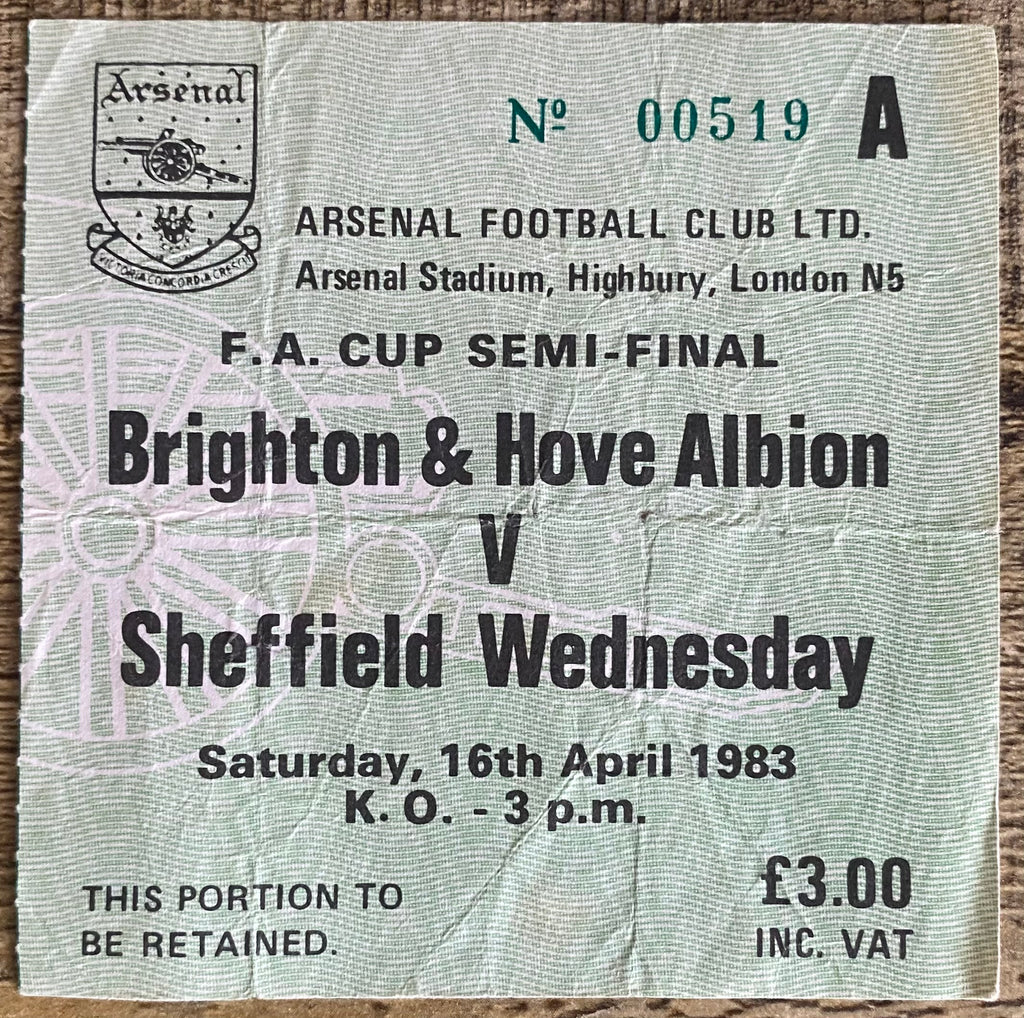 Arsenal
VICTORIA CONCORDIA CRESCIT
Nº 00519 A
ARSENAL FOOTBALL CLUB LTD.
Arsenal Stadium, Highbury, London N5
F. A. CUP SEMI-FINAL
Brighton & Hove Albion
V
Sheffield Wednesday
Saturday, 16th April 1983
K. O. - 3 p.m.
THIS PORTION TO
BE RETAINED.
£3.00
INC. VAT